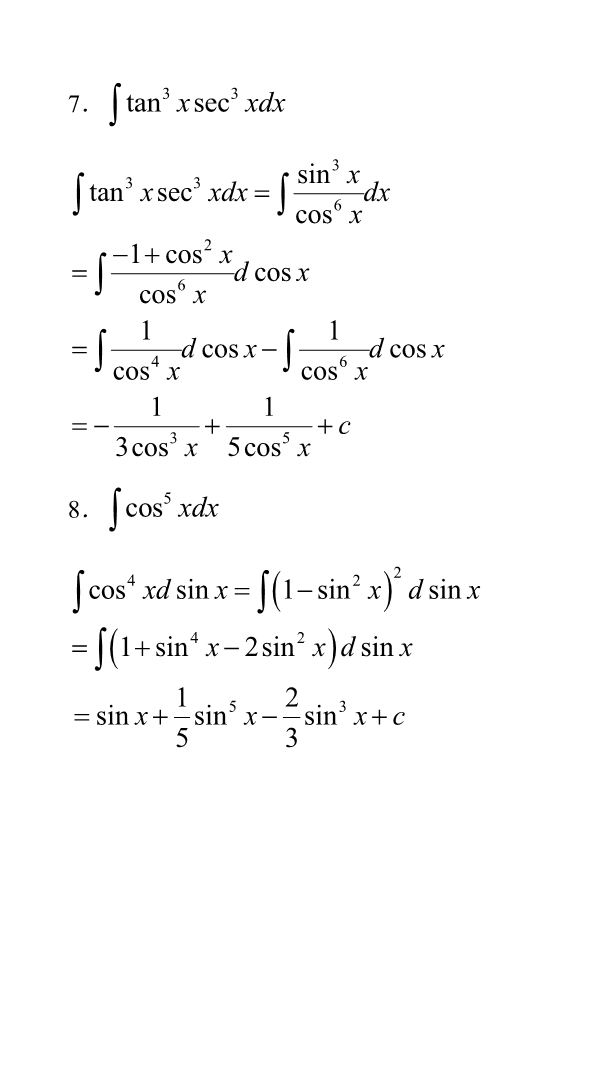 7. ∫tan³ x sec³ xdx
∫tan³ x sec³ xdx = ∫ (sin³ x)/(cos⁶ x) dx
= ∫ (−1 + cos² x)/(cos⁶ x) d cos x
= ∫ 1/(cos⁴ x) d cos x − ∫ 1/(cos⁶ x) d cos x
= − 1/(3cos³ x) + 1/(5cos⁵ x) + c
8. ∫cos⁵ xdx
∫cos⁴ xd sin x = ∫(1 − sin² x)² d sin x
= ∫(1 + sin⁴ x − 2 sin² x)d sin x
= sin x + 1/5 sin⁵ x − 2/3 sin³ x + c